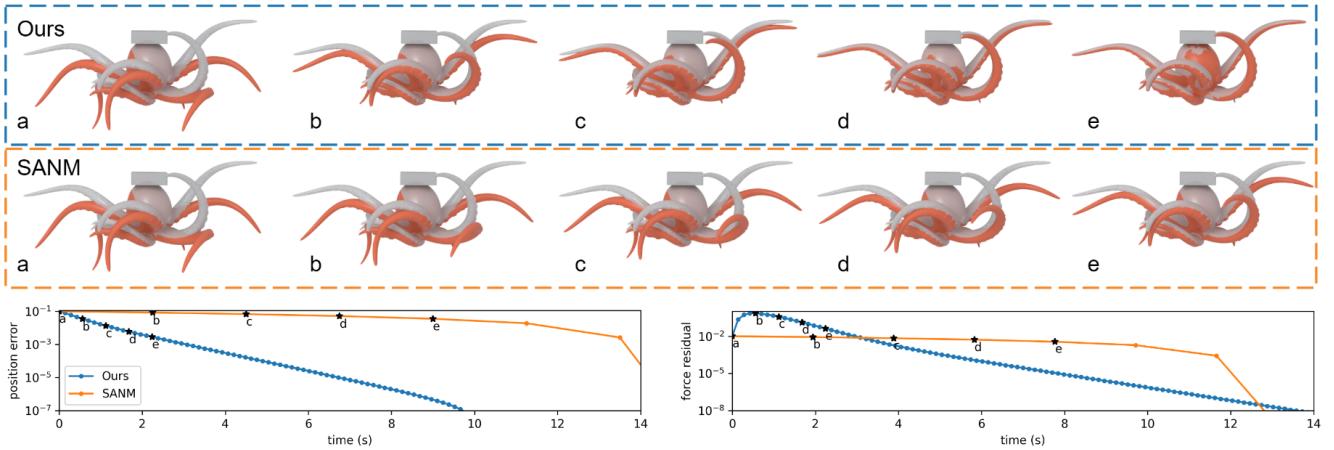 Ours
a b c d e
SANM
a b c d e
10⁻¹
10⁻³
10⁻⁵
10⁻⁷
position error
a b c d e
b c d e
Ours
SANM
0 2 4 6 8 10 12 14
time (s)
10⁻²
10⁻⁵
10⁻⁸
force residual
a b c d e
b c d e
0 2 4 6 8 10 12 14
time (s)